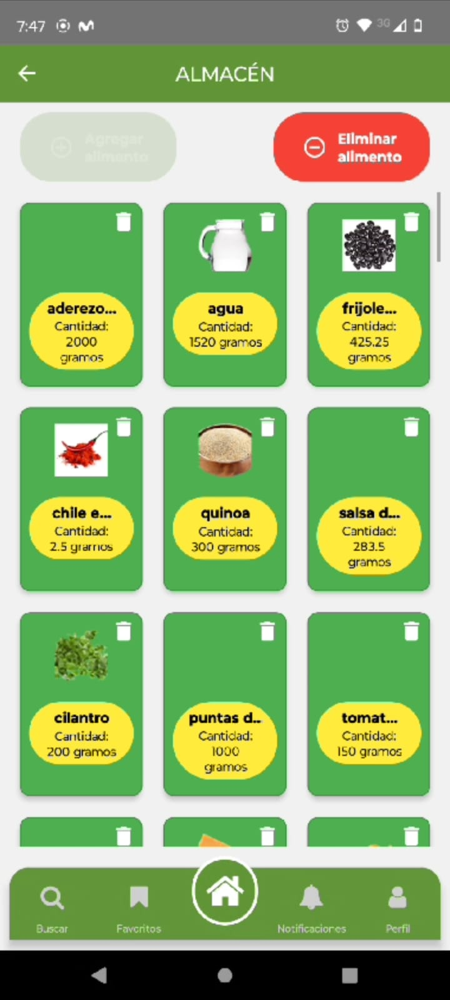 7:47
3G
ALMACÉN
Agregar
alimento
Eliminar
alimento
aderezo...
Cantidad:
2000
gramos
agua
Cantidad:
1520 gramos
frijole...
Cantidad:
425.25
gramos
chile e...
Cantidad:
2.5 gramos
quinoa
Cantidad:
300 gramos
salsa d...
Cantidad:
283.5
gramos
cilantro
Cantidad:
200 gramos
puntas d...
Cantidad:
1000
gramos
tomat...
Cantidad:
150 gramos
Buscar
Favoritos
Notificaciones
Perfil